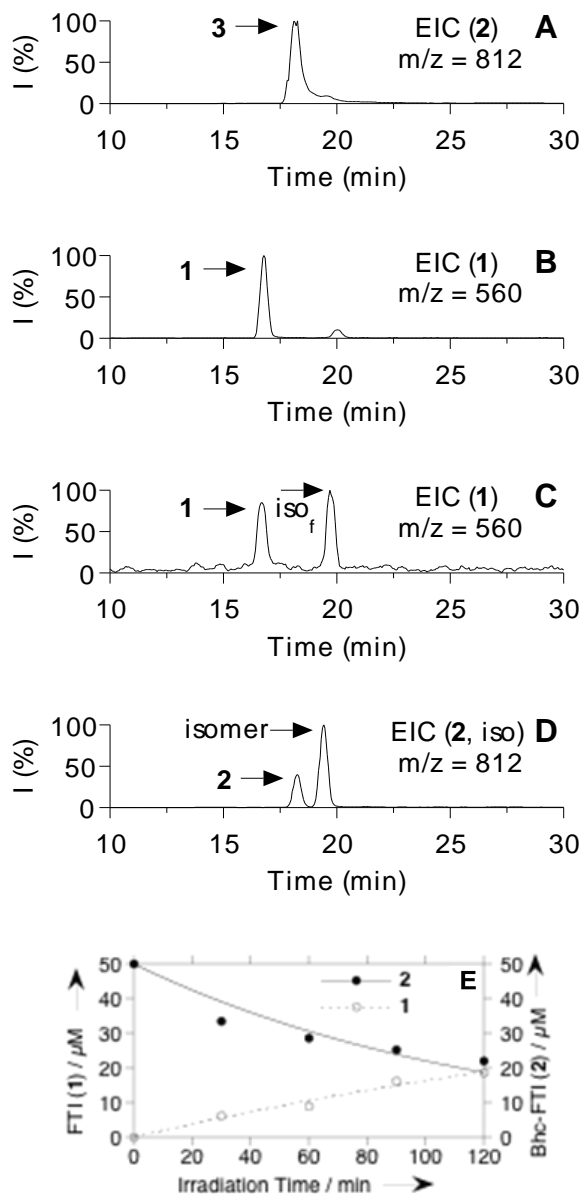 I (%)
100
50
0
3
EIC (2)
m/z = 812
A
10 15 20 25 30
Time (min)
I (%)
100
50
0
1
EIC (1)
m/z = 560
B
10 15 20 25 30
Time (min)
I (%)
100
50
0
1
iso f
EIC (1)
m/z = 560
C
10 15 20 25 30
Time (min)
I (%)
100
50
0
isomer
2
EIC (2, iso)
m/z = 812
D
10 15 20 25 30
Time (min)
FTI (1) / µM
50
40
30
20
10
0
2
1
E
50
40
30
20
10
0
Bhc-FTI (2) / µM
0 20 40 60 80 100 120
Irradiation Time / min